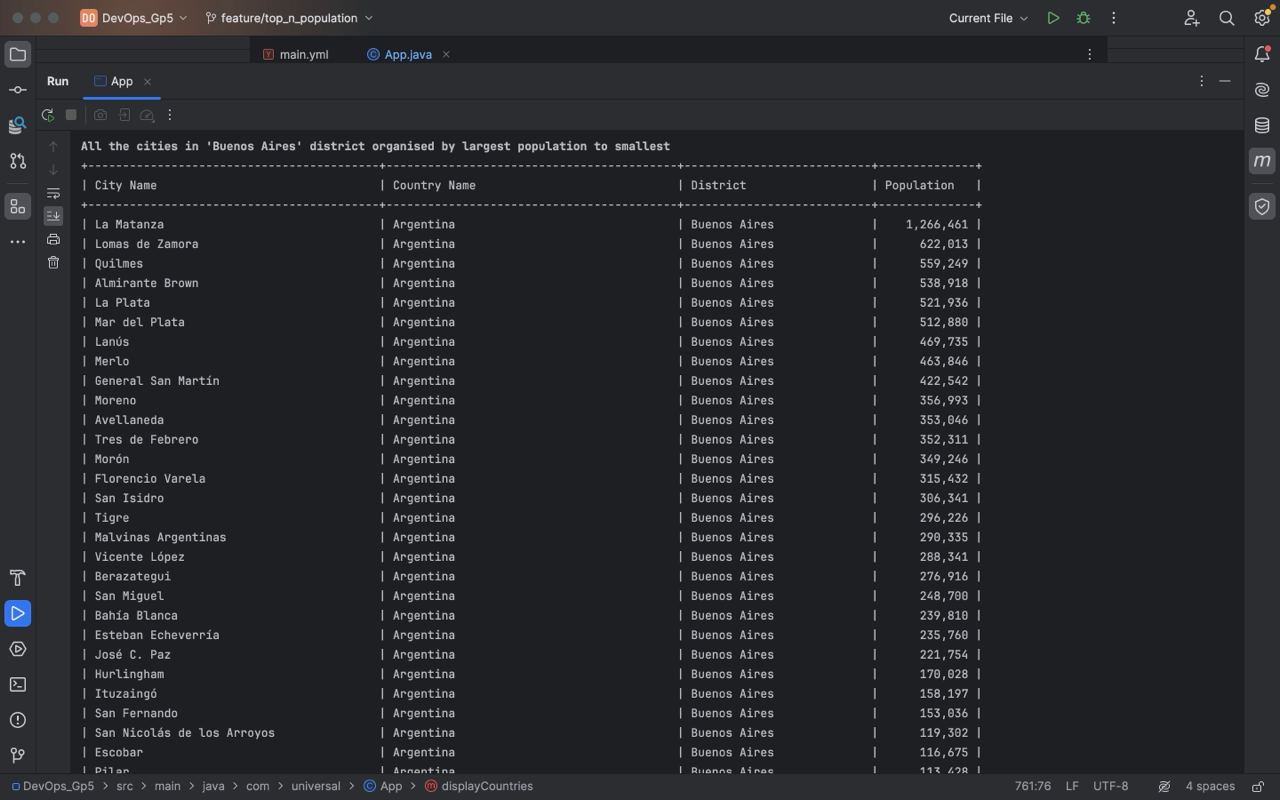 DO DevOps_Gp5 feature/top_n_population Current File
main.yml App.java
Run App
All the cities in 'Buenos Aires' district organised by largest population to smallest
+------------------------------------------+------------------------------------------+---------------------------+------------+
| City Name | Country Name | District | Population |
+------------------------------------------+------------------------------------------+---------------------------+------------+
| La Matanza | Argentina | Buenos Aires | 1,266,461 |
| Lomas de Zamora | Argentina | Buenos Aires | 622,013 |
| Quilmes | Argentina | Buenos Aires | 559,249 |
| Almirante Brown | Argentina | Buenos Aires | 538,918 |
| La Plata | Argentina | Buenos Aires | 521,936 |
| Mar del Plata | Argentina | Buenos Aires | 512,880 |
| Lanús | Argentina | Buenos Aires | 469,735 |
| Merlo | Argentina | Buenos Aires | 463,846 |
| General San Martín | Argentina | Buenos Aires | 422,542 |
| Moreno | Argentina | Buenos Aires | 356,993 |
| Avellaneda | Argentina | Buenos Aires | 353,046 |
| Tres de Febrero | Argentina | Buenos Aires | 352,311 |
| Morón | Argentina | Buenos Aires | 349,246 |
| Florencio Varela | Argentina | Buenos Aires | 315,432 |
| San Isidro | Argentina | Buenos Aires | 306,341 |
| Tigre | Argentina | Buenos Aires | 296,226 |
| Malvinas Argentinas | Argentina | Buenos Aires | 290,335 |
| Vicente López | Argentina | Buenos Aires | 288,341 |
| Berazategui | Argentina | Buenos Aires | 276,916 |
| San Miguel | Argentina | Buenos Aires | 248,700 |
| Bahía Blanca | Argentina | Buenos Aires | 239,810 |
| Esteban Echeverría | Argentina | Buenos Aires | 235,760 |
| José C. Paz | Argentina | Buenos Aires | 221,754 |
| Hurlingham | Argentina | Buenos Aires | 170,028 |
| Ituzaingó | Argentina | Buenos Aires | 158,197 |
| San Fernando | Argentina | Buenos Aires | 153,036 |
| San Nicolás de los Arroyos | Argentina | Buenos Aires | 119,302 |
| Escobar | Argentina | Buenos Aires | 116,675 |
| Pilar | Argentina | Buenos Aires | 113,428 |
DevOps_Gp5 > src > main > java > com > universal > App > displayCountries 761:76 LF UTF-8 4 spaces